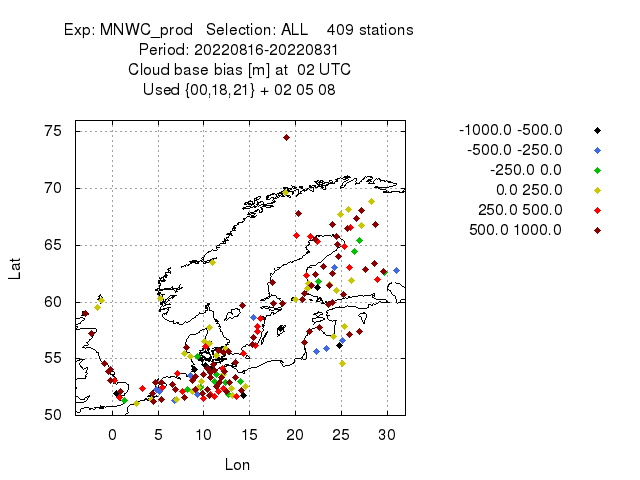 Exp: MNWC_prod Selection: ALL 409 stations
Period: 20220816-20220831
Cloud base bias [m] at 02 UTC
Used {00,18,21} + 02 05 08
-1000.0 -500.0
-500.0 -250.0
-250.0 0.0
0.0 250.0
250.0 500.0
500.0 1000.0
75
70
65
60
55
50
Lat
0 5 10 15 20 25 30
Lon